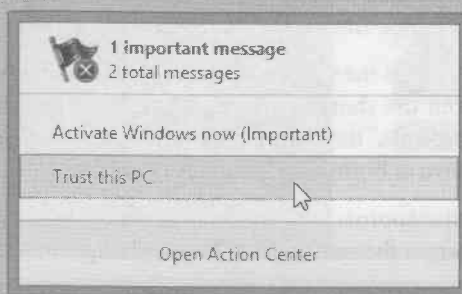 1 important message
2 total messages
Activate Windows now (Important)
Trust this PC
Open Action Center